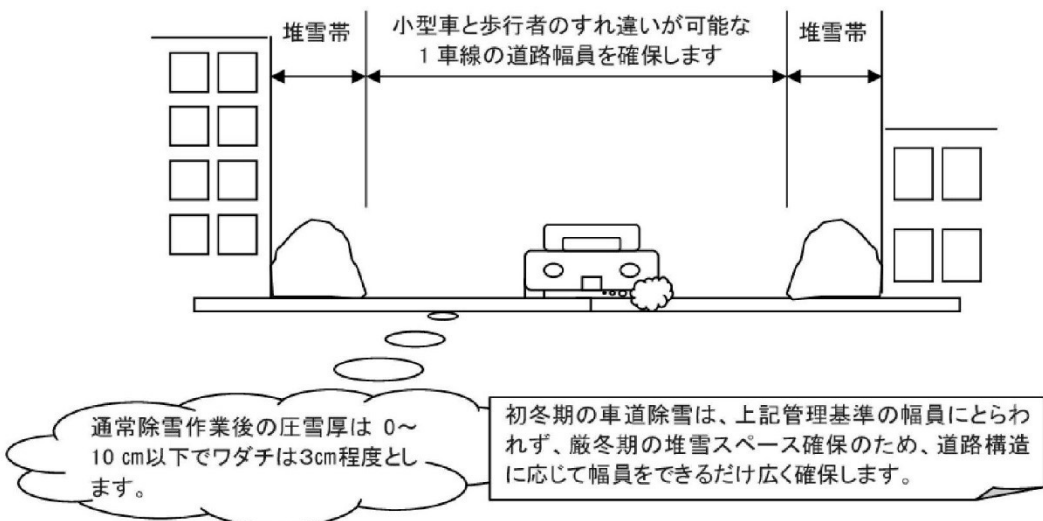 堆雪帯
小型車と歩行者のすれ違いが可能な
1車線の道路幅員を確保します
堆雪帯
通常除雪作業後の圧雪厚は 0～
10 cm以下でワダチは3cm程度とし
ます。
初冬期の車道除雪は、上記管理基準の幅員にとらわ
れず、厳冬期の堆雪スペース確保のため、道路構造
に応じて幅員をできるだけ広く確保します。